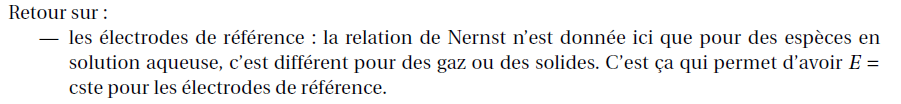 Retour sur :
— les électrodes de référence : la relation de Nernst n’est donnée ici que pour des espèces en
solution aqueuse, c’est différent pour des gaz ou des solides. C’est ça qui permet d’avoir E =
cste pour les électrodes de référence.